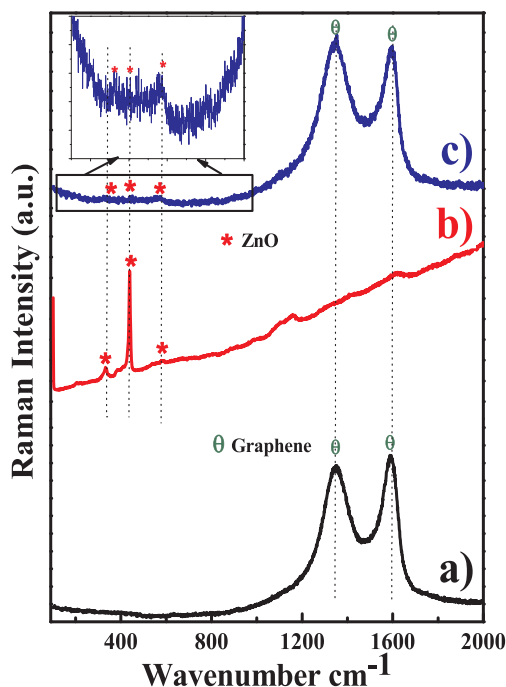 θ θ
* * *
c)
* * *
b)
* ZnO
*
* *
θ Graphene θ θ
a)
Raman Intensity (a.u.)
400 800 1200 1600 2000
Wavenumber cm-1